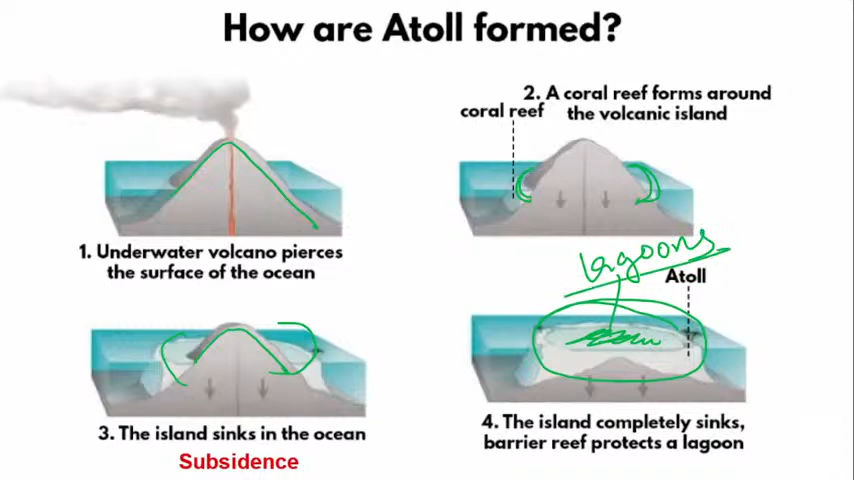 How are Atoll formed?
2. A coral reef forms around
the volcanic island
coral reef
1. Underwater volcano pierces
the surface of the ocean
lagoons
Atoll
3. The island sinks in the ocean
Subsidence
4. The island completely sinks,
barrier reef protects a lagoon